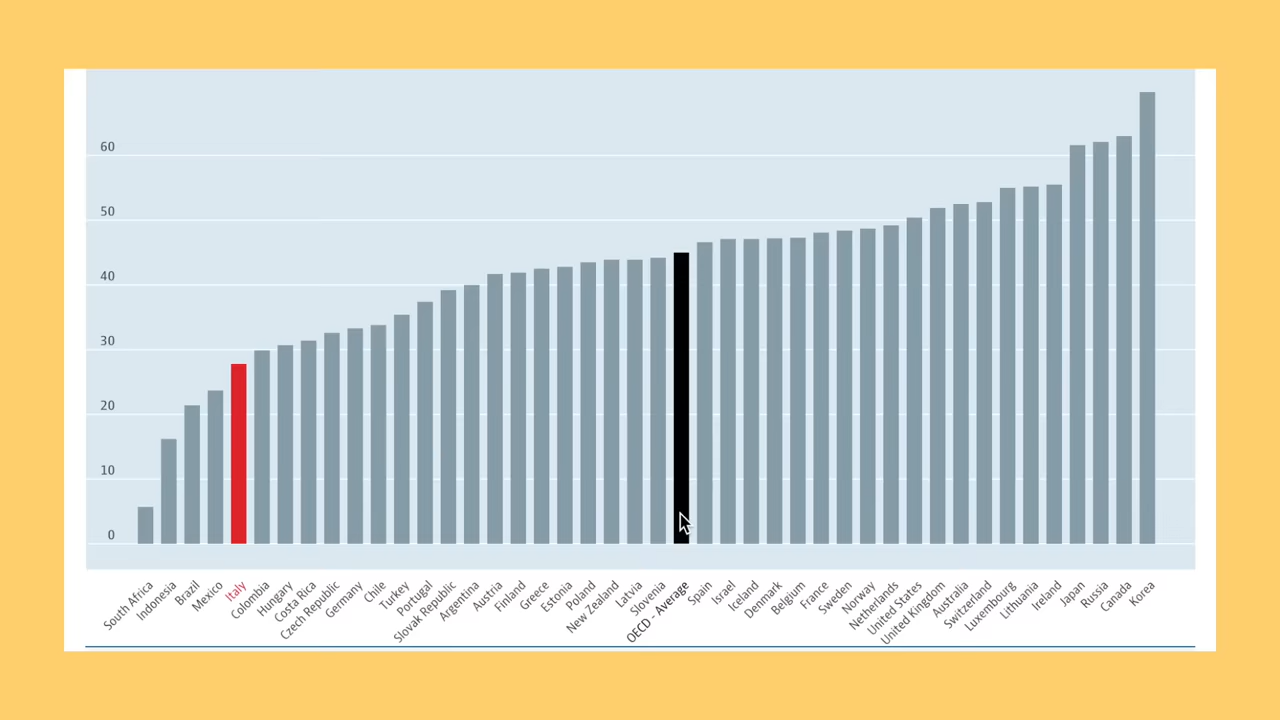 60
50
40
30
20
10
0
South Africa
Indonesia
Brazil
Mexico
Italy
Colombia
Hungary
Costa Rica
Czech Republic
Germany
Chile
Turkey
Portugal
Slovak Republic
Argentina
Austria
Finland
Greece
Estonia
Poland
New Zealand
Latvia
Slovenia
OECD - Average
Spain
Israel
Iceland
Denmark
Belgium
France
Sweden
Norway
Netherlands
United States
United Kingdom
Australia
Switzerland
Luxembourg
Lithuania
Ireland
Japan
Russia
Canada
Korea